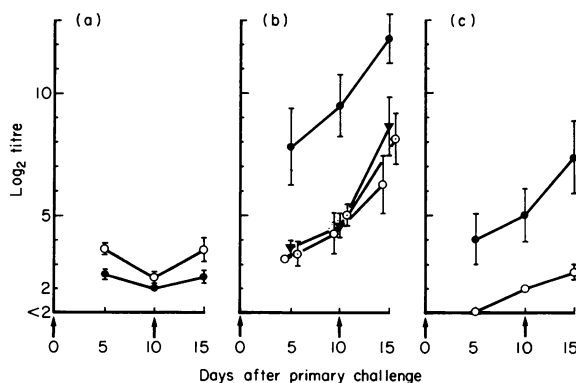 (a) (b) (c)
Log₂ titre
10
5
2
<2
0 5 10 15 0 5 10 15 0 5 10 15
Days after primary challenge